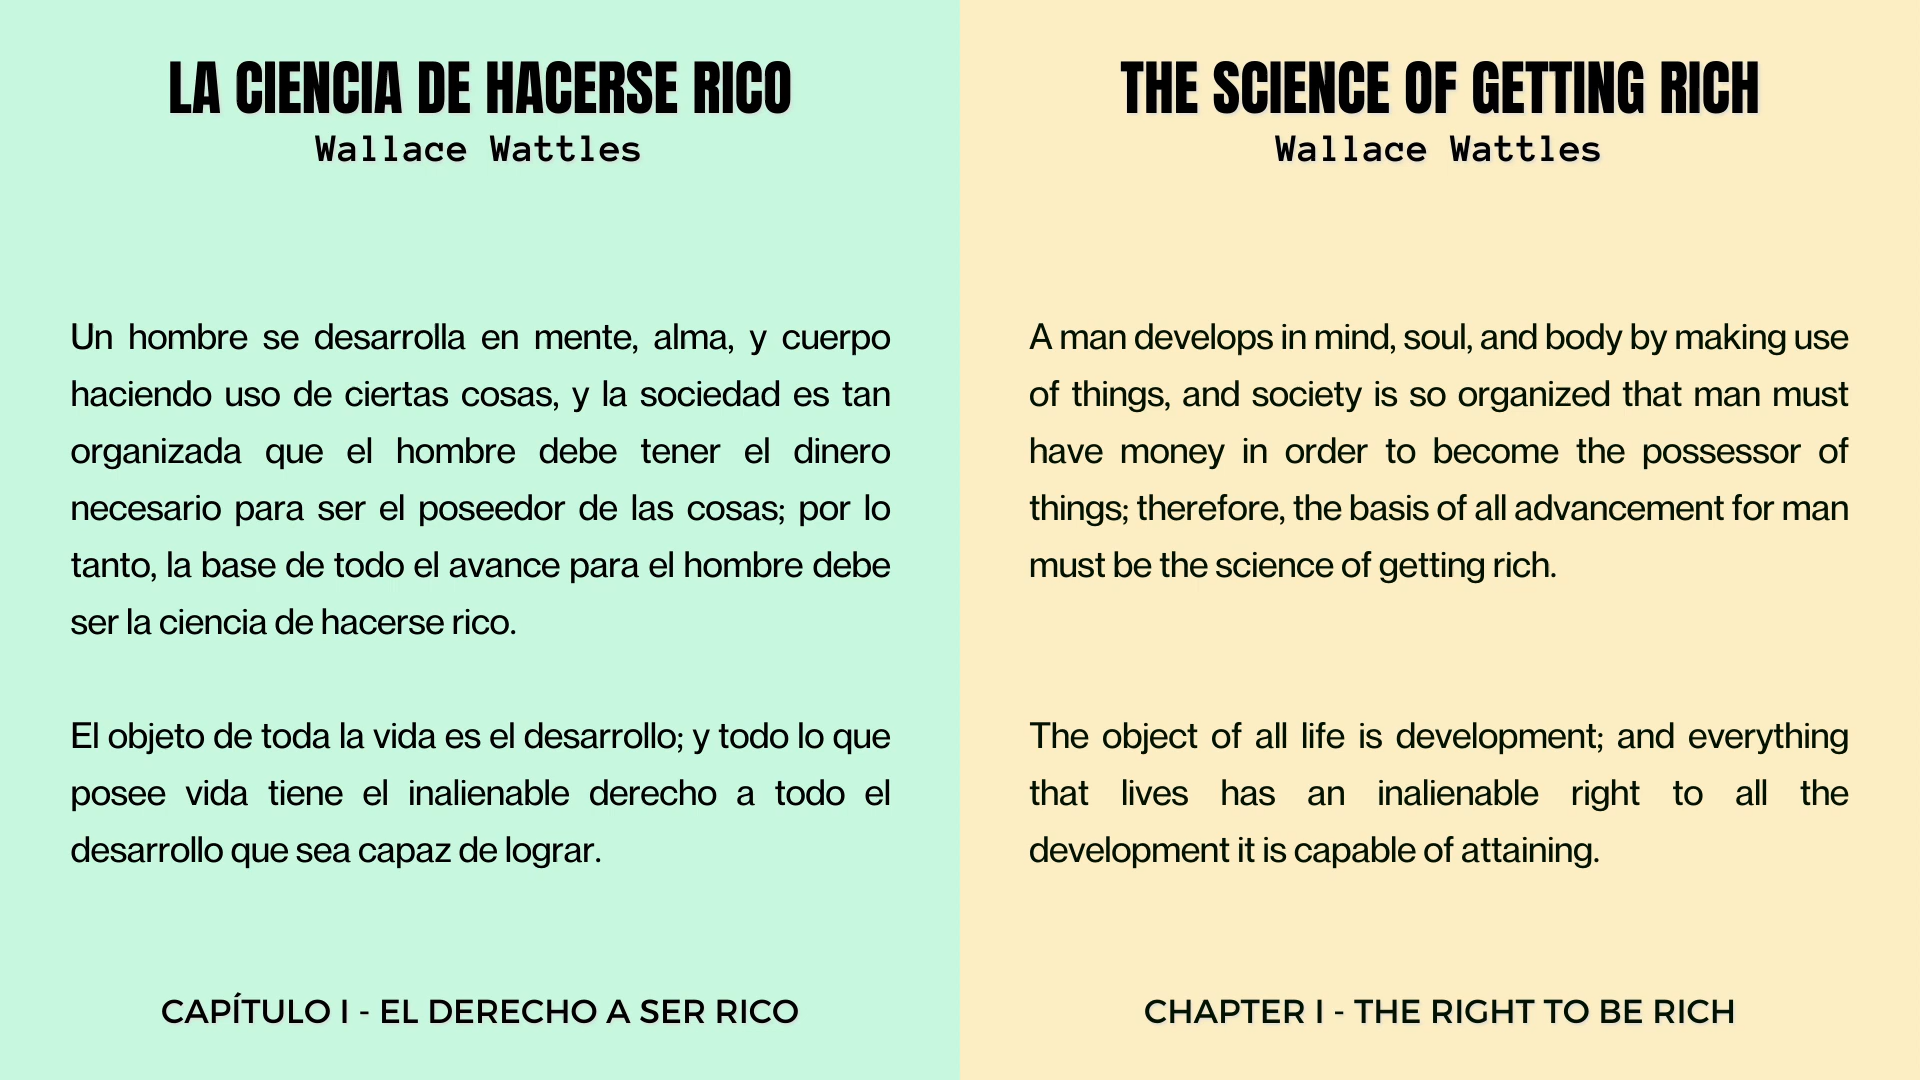 LA CIENCIA DE HACERSE RICO
Wallace Wattles
Un hombre se desarrolla en mente, alma, y cuerpo
haciendo uso de ciertas cosas, y la sociedad es tan
organizada que el hombre debe tener el dinero
necesario para ser el poseedor de las cosas; por lo
tanto, la base de todo el avance para el hombre debe
ser la ciencia de hacerse rico.
El objeto de toda la vida es el desarrollo; y todo lo que
posee vida tiene el inalienable derecho a todo el
desarrollo que sea capaz de lograr.
CAPÍTULO I - EL DERECHO A SER RICO
THE SCIENCE OF GETTING RICH
Wallace Wattles
A man develops in mind, soul, and body by making use
of things, and society is so organized that man must
have money in order to become the possessor of
things; therefore, the basis of all advancement for man
must be the science of getting rich.
The object of all life is development; and everything
that lives has an inalienable right to all the
development it is capable of attaining.
CHAPTER I - THE RIGHT TO BE RICH